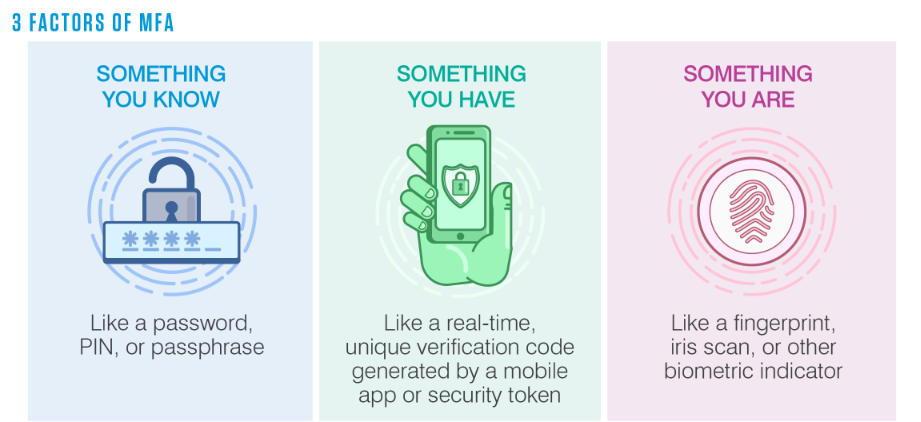 3 FACTORS OF MFA
SOMETHING
YOU KNOW
****_
Like a password,
PIN, or passphrase
SOMETHING
YOU HAVE
Like a real-time,
unique verification code
generated by a mobile
app or security token
SOMETHING
YOU ARE
Like a fingerprint,
iris scan, or other
biometric indicator